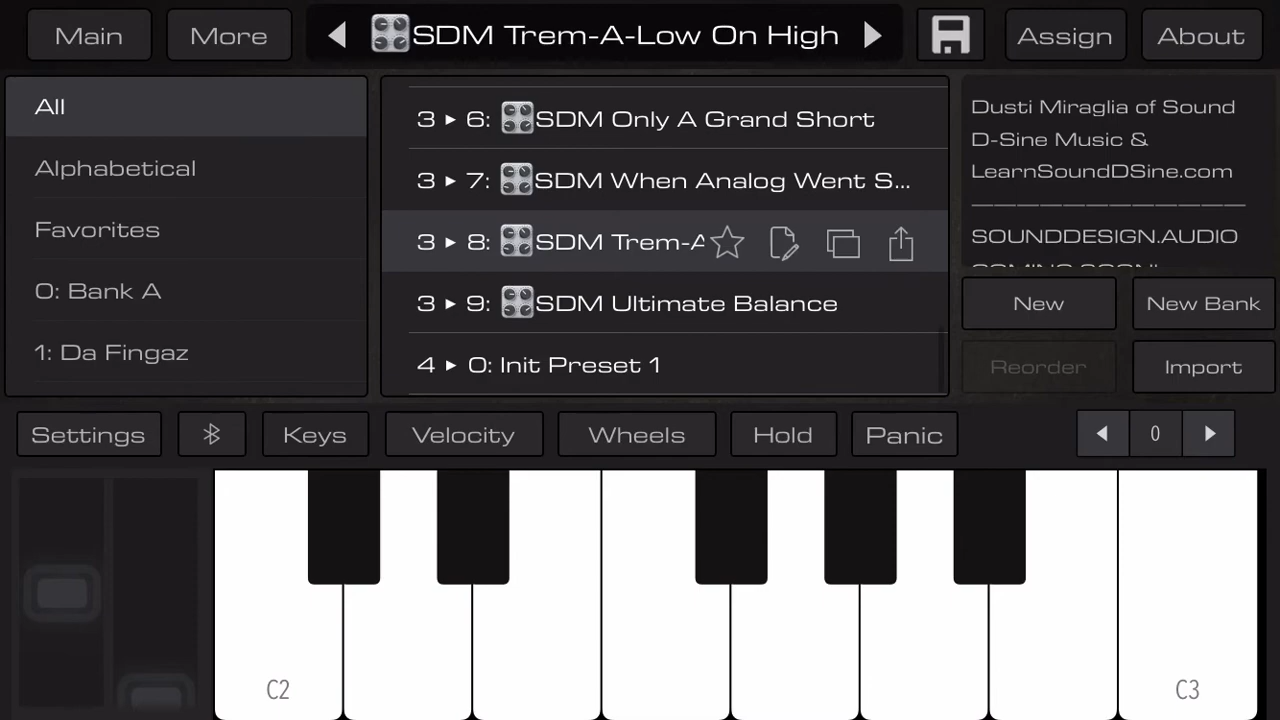 Main
More
SDM Trem-A-Low On High
Assign
About
All
Alphabetical
Favorites
0: Bank A
1: Da Fingaz
3 ▸ 6: SDM Only A Grand Short
3 ▸ 7: SDM When Analog Went S...
3 ▸ 8: SDM Trem-A
3 ▸ 9: SDM Ultimate Balance
4 ▸ 0: Init Preset 1
Dusti Miraglia of Sound
D-Sine Music &
LearnSoundDSine.com
—————————————
SOUNDDESIGN.AUDIO
New
New Bank
Reorder
Import
Settings
Keys
Velocity
Wheels
Hold
Panic
0
C2
C3